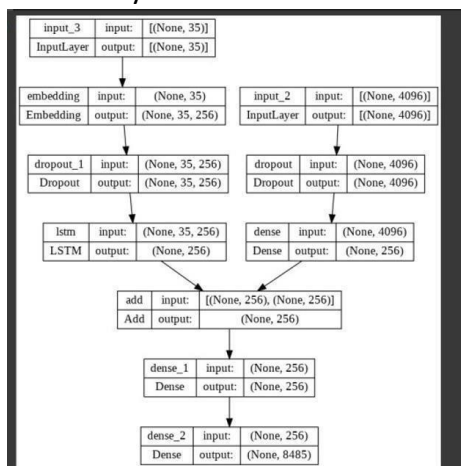 input_3 input: [(None, 35)]
InputLayer output: [(None, 35)]
embedding input: (None, 35)
Embedding output: (None, 35, 256)
input_2 input: [(None, 4096)]
InputLayer output: [(None, 4096)]
dropout_1 input: (None, 35, 256)
Dropout output: (None, 35, 256)
dropout input: (None, 4096)
Dropout output: (None, 4096)
lstm input: (None, 35, 256)
LSTM output: (None, 256)
dense input: (None, 4096)
Dense output: (None, 256)
add input: [(None, 256), (None, 256)]
Add output: (None, 256)
dense_1 input: (None, 256)
Dense output: (None, 256)
dense_2 input: (None, 256)
Dense output: (None, 8485)